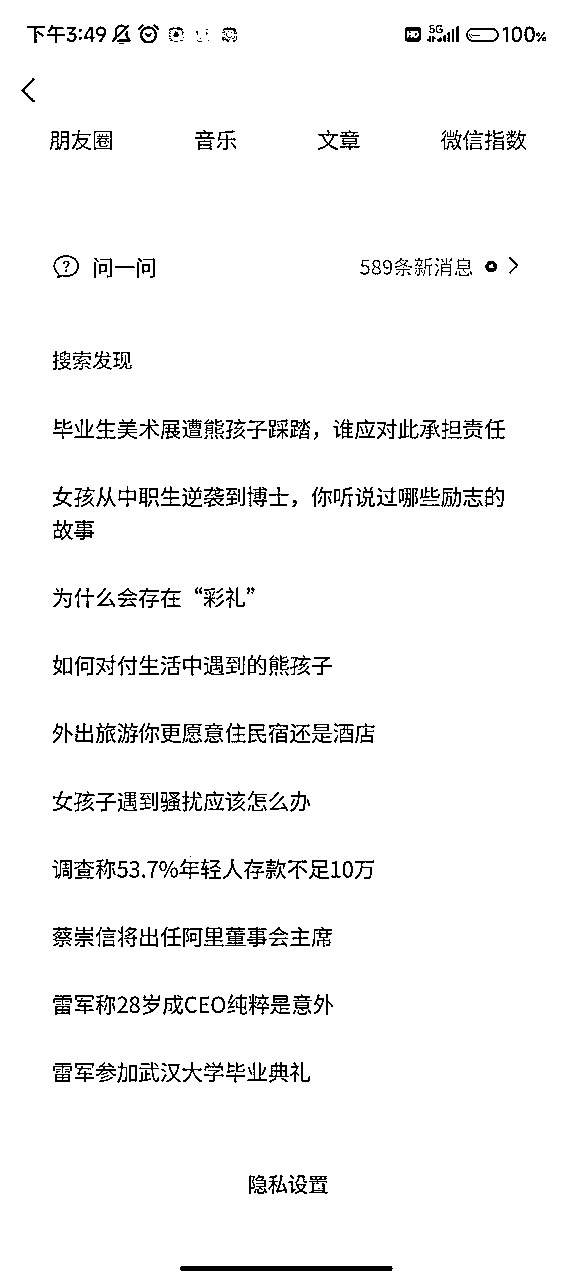 下午3:49 HD 5G 100%
朋友圈 音乐 文章 微信指数
问一问 589条新消息
搜索发现
毕业生美术展遭熊孩子踩踏，谁应对此承担责任
女孩从中职生逆袭到博士，你听说过哪些励志的
故事
为什么会存在“彩礼”
如何对付生活中遇到的熊孩子
外出旅游你更愿意住民宿还是酒店
女孩子遇到骚扰应该怎么办
调查称53.7%年轻人存款不足10万
蔡崇信将出任阿里董事会主席
雷军称28岁成CEO纯粹是意外
雷军参加武汉大学毕业典礼
隐私设置